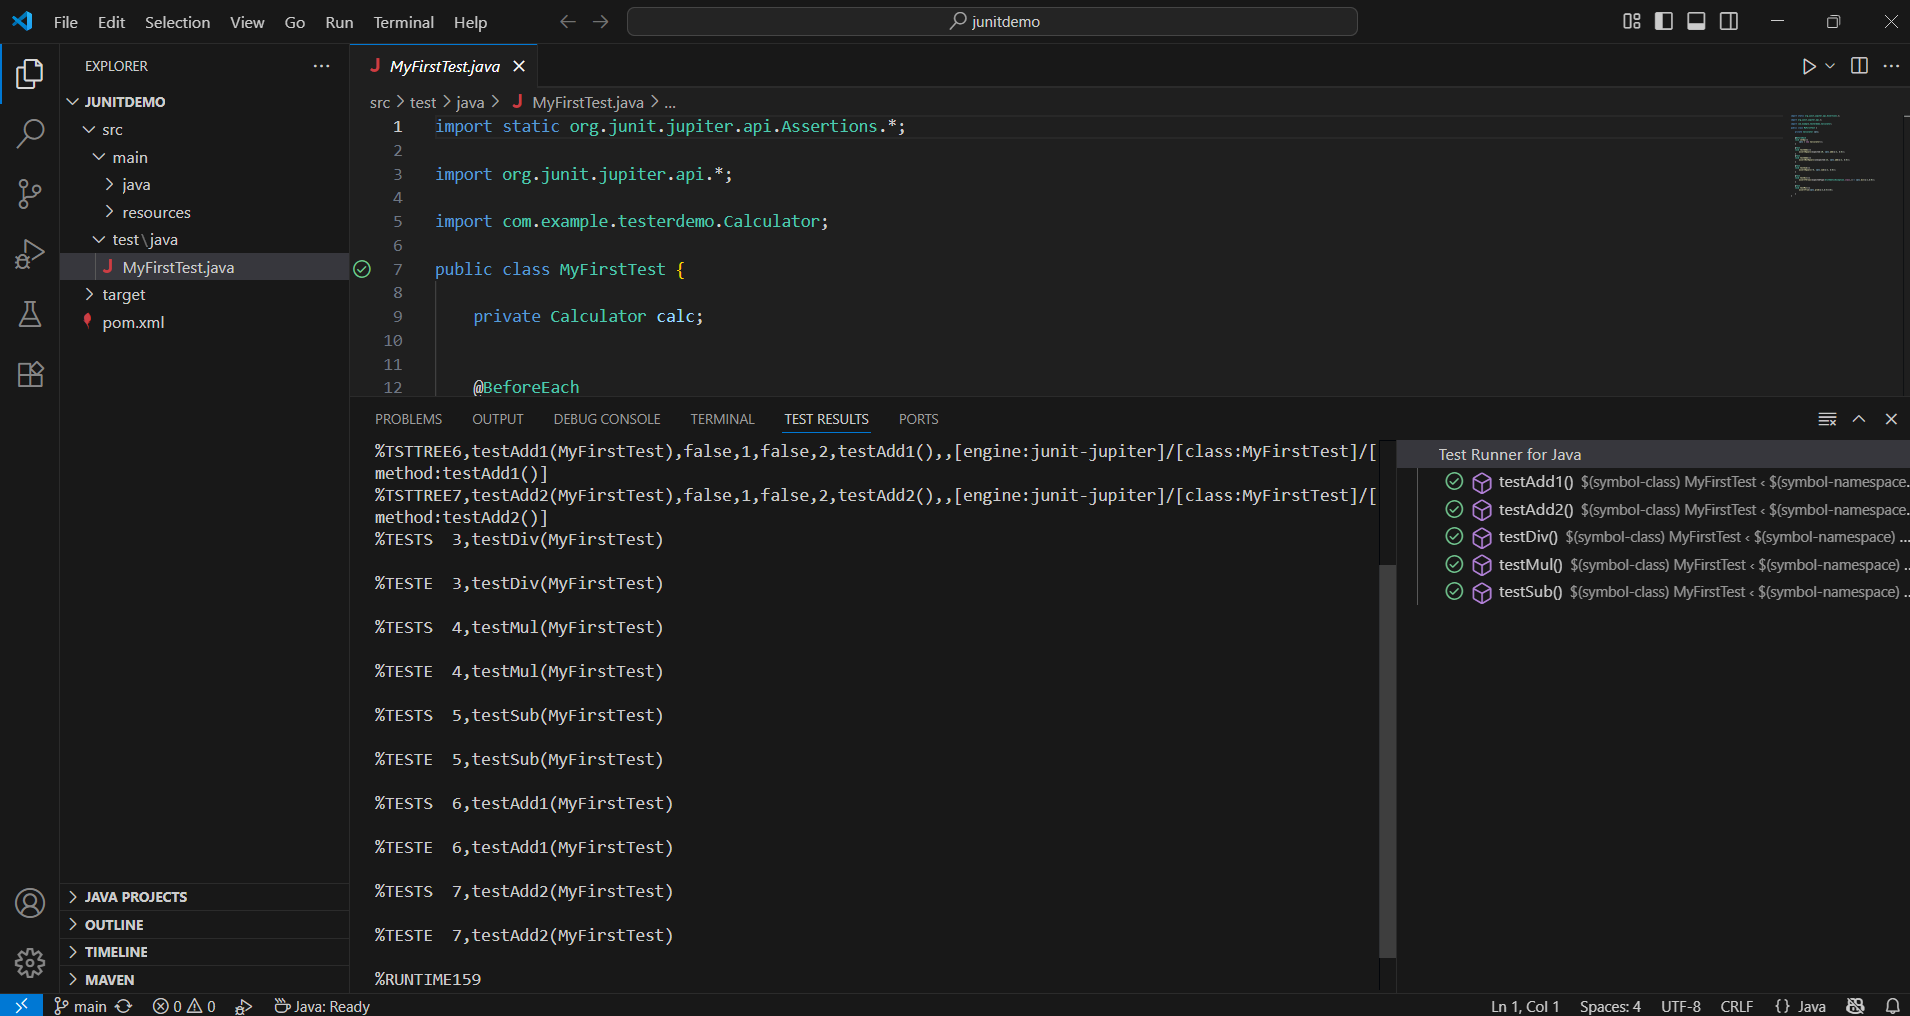 File Edit Selection View Go Run Terminal Help
junitdemo
EXPLORER
JUNITDEMO
src
main
java
resources
test\java
MyFirstTest.java
target
pom.xml
JAVA PROJECTS
OUTLINE
TIMELINE
MAVEN
MyFirstTest.java
src > test > java > MyFirstTest.java > ...
1 import static org.junit.jupiter.api.Assertions.*;
2
3 import org.junit.jupiter.api.*;
4
5 import com.example.testerdemo.Calculator;
6
7 public class MyFirstTest {
8
9 private Calculator calc;
10
11
12 @BeforeEach
PROBLEMS OUTPUT DEBUG CONSOLE TERMINAL TEST RESULTS PORTS
%TSTTREE6,testAdd1(MyFirstTest),false,1,false,2,testAdd1(),,[engine:junit-jupiter]/[class:MyFirstTest]/[
method:testAdd1()]
%TSTTREE7,testAdd2(MyFirstTest),false,1,false,2,testAdd2(),,[engine:junit-jupiter]/[class:MyFirstTest]/[
method:testAdd2()]
%TESTS  3,testDiv(MyFirstTest)
%TESTE  3,testDiv(MyFirstTest)
%TESTS  4,testMul(MyFirstTest)
%TESTE  4,testMul(MyFirstTest)
%TESTS  5,testSub(MyFirstTest)
%TESTE  5,testSub(MyFirstTest)
%TESTS  6,testAdd1(MyFirstTest)
%TESTE  6,testAdd1(MyFirstTest)
%TESTS  7,testAdd2(MyFirstTest)
%TESTE  7,testAdd2(MyFirstTest)
%RUNTIME159
Test Runner for Java
testAdd1() $(symbol-class) MyFirstTest ‹ $(symbol-namespace...
testAdd2() $(symbol-class) MyFirstTest ‹ $(symbol-namespace...
testDiv() $(symbol-class) MyFirstTest ‹ $(symbol-namespace) ...
testMul() $(symbol-class) MyFirstTest ‹ $(symbol-namespace) ...
testSub() $(symbol-class) MyFirstTest ‹ $(symbol-namespace) ...
main 0 0 Java: Ready Ln 1, Col 1 Spaces: 4 UTF-8 CRLF {} Java